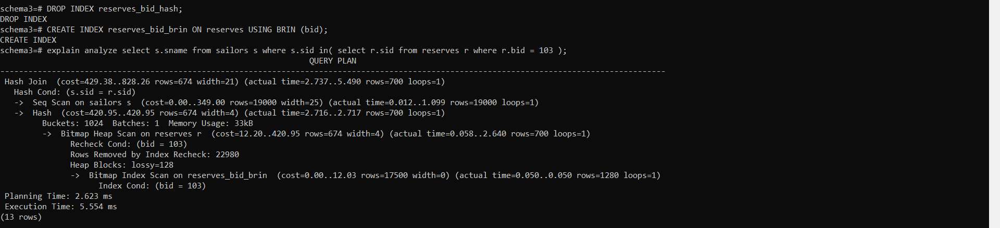 schema3=# DROP INDEX reserves_bid_hash;
DROP INDEX
schema3=# CREATE INDEX reserves_bid_brin ON reserves USING BRIN (bid);
CREATE INDEX
schema3=# explain analyze select s.sname from sailors s where s.sid in( select r.sid from reserves r where r.bid = 103 );
                                                                  QUERY PLAN
----------------------------------------------------------------------------------------------------------------------------------------------
 Hash Join  (cost=429.38..828.26 rows=674 width=21) (actual time=2.737..5.490 rows=700 loops=1)
   Hash Cond: (s.sid = r.sid)
   ->  Seq Scan on sailors s  (cost=0.00..349.00 rows=19000 width=25) (actual time=0.012..1.099 rows=19000 loops=1)
   ->  Hash  (cost=420.95..420.95 rows=674 width=4) (actual time=2.716..2.717 rows=700 loops=1)
         Buckets: 1024  Batches: 1  Memory Usage: 33kB
         ->  Bitmap Heap Scan on reserves r  (cost=12.20..420.95 rows=674 width=4) (actual time=0.058..2.640 rows=700 loops=1)
               Recheck Cond: (bid = 103)
               Rows Removed by Index Recheck: 22980
               Heap Blocks: lossy=128
               ->  Bitmap Index Scan on reserves_bid_brin  (cost=0.00..12.03 rows=17500 width=0) (actual time=0.050..0.050 rows=1280 loops=1)
                     Index Cond: (bid = 103)
 Planning Time: 2.623 ms
 Execution Time: 5.554 ms
(13 rows)